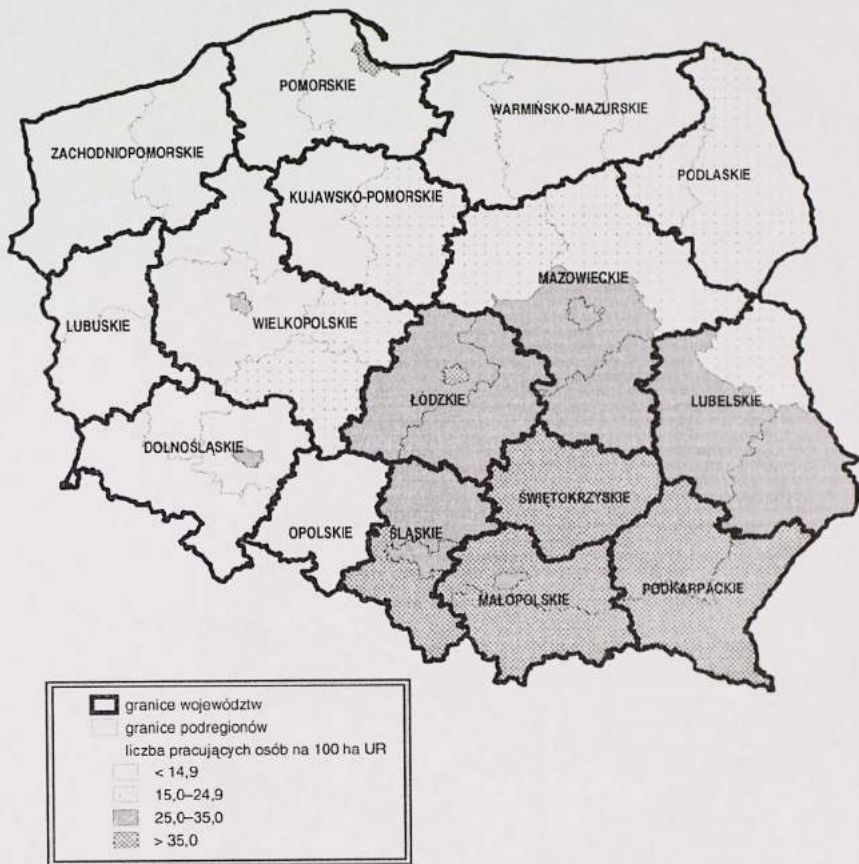 POMORSKIE
WARMIŃSKO-MAZURSKIE
ZACHODNIOPOMORSKIE
PODLASKIE
KUJAWSKO-POMORSKIE
MAZOWIECKIE
LUBUSKIE
WIELKOPOLSKIE
ŁÓDZKIE
LUBELSKIE
DOLNOŚLĄSKIE
ŚWIĘTOKRZYSKIE
OPOLSKIE
ŚLĄSKIE
MAŁOPOLSKIE
PODKARPACKIE
granice województw
granice podregionów
liczba pracujących osób na 100 ha UR
< 14,9
15,0–24,9
25,0–35,0
> 35,0